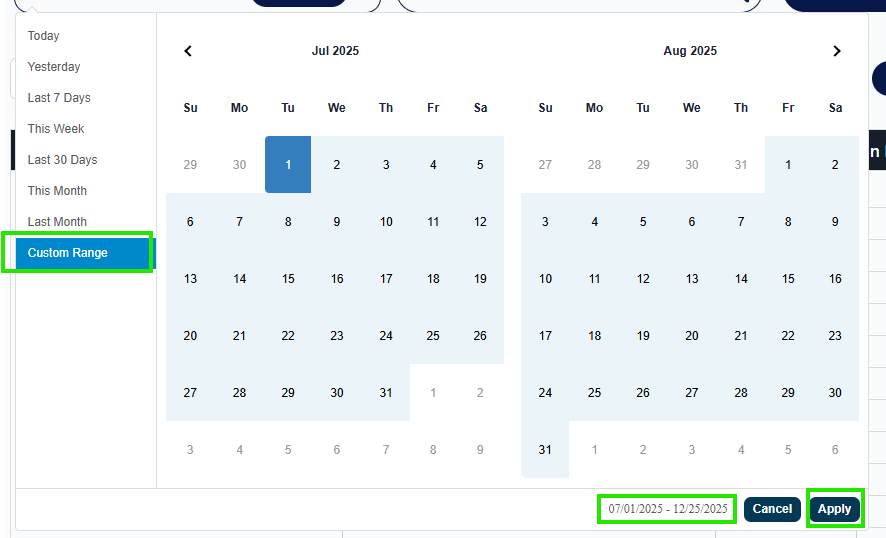 Today
Yesterday
Last 7 Days
This Week
Last 30 Days
This Month
Last Month
Custom Range
Jul 2025
Su Mo Tu We Th Fr Sa
29 30 1 2 3 4 5
6 7 8 9 10 11 12
13 14 15 16 17 18 19
20 21 22 23 24 25 26
27 28 29 30 31 1 2
3 4 5 6 7 8 9
Aug 2025
Su Mo Tu We Th Fr Sa
27 28 29 30 31 1 2
3 4 5 6 7 8 9
10 11 12 13 14 15 16
17 18 19 20 21 22 23
24 25 26 27 28 29 30
31 1 2 3 4 5 6
07/01/2025 - 12/25/2025 Cancel Apply